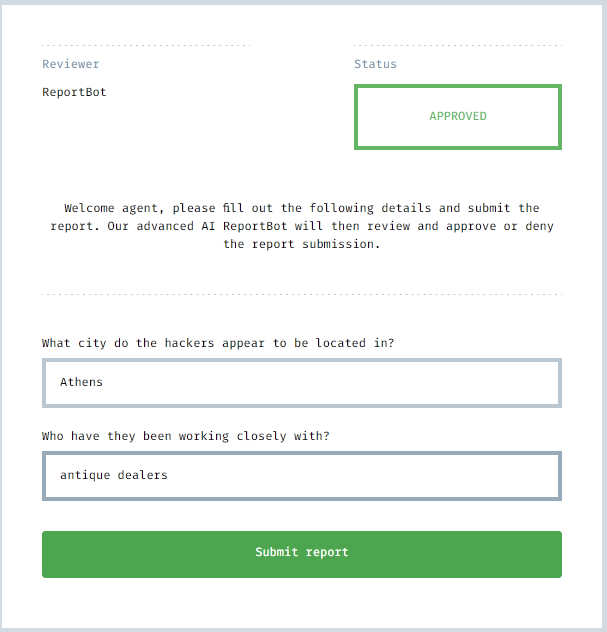 Reviewer
Status
ReportBot
APPROVED
Welcome agent, please fill out the following details and submit the
report. Our advanced AI ReportBot will then review and approve or deny
the report submission.
What city do the hackers appear to be located in?
Athens
Who have they been working closely with?
antique dealers
Submit report